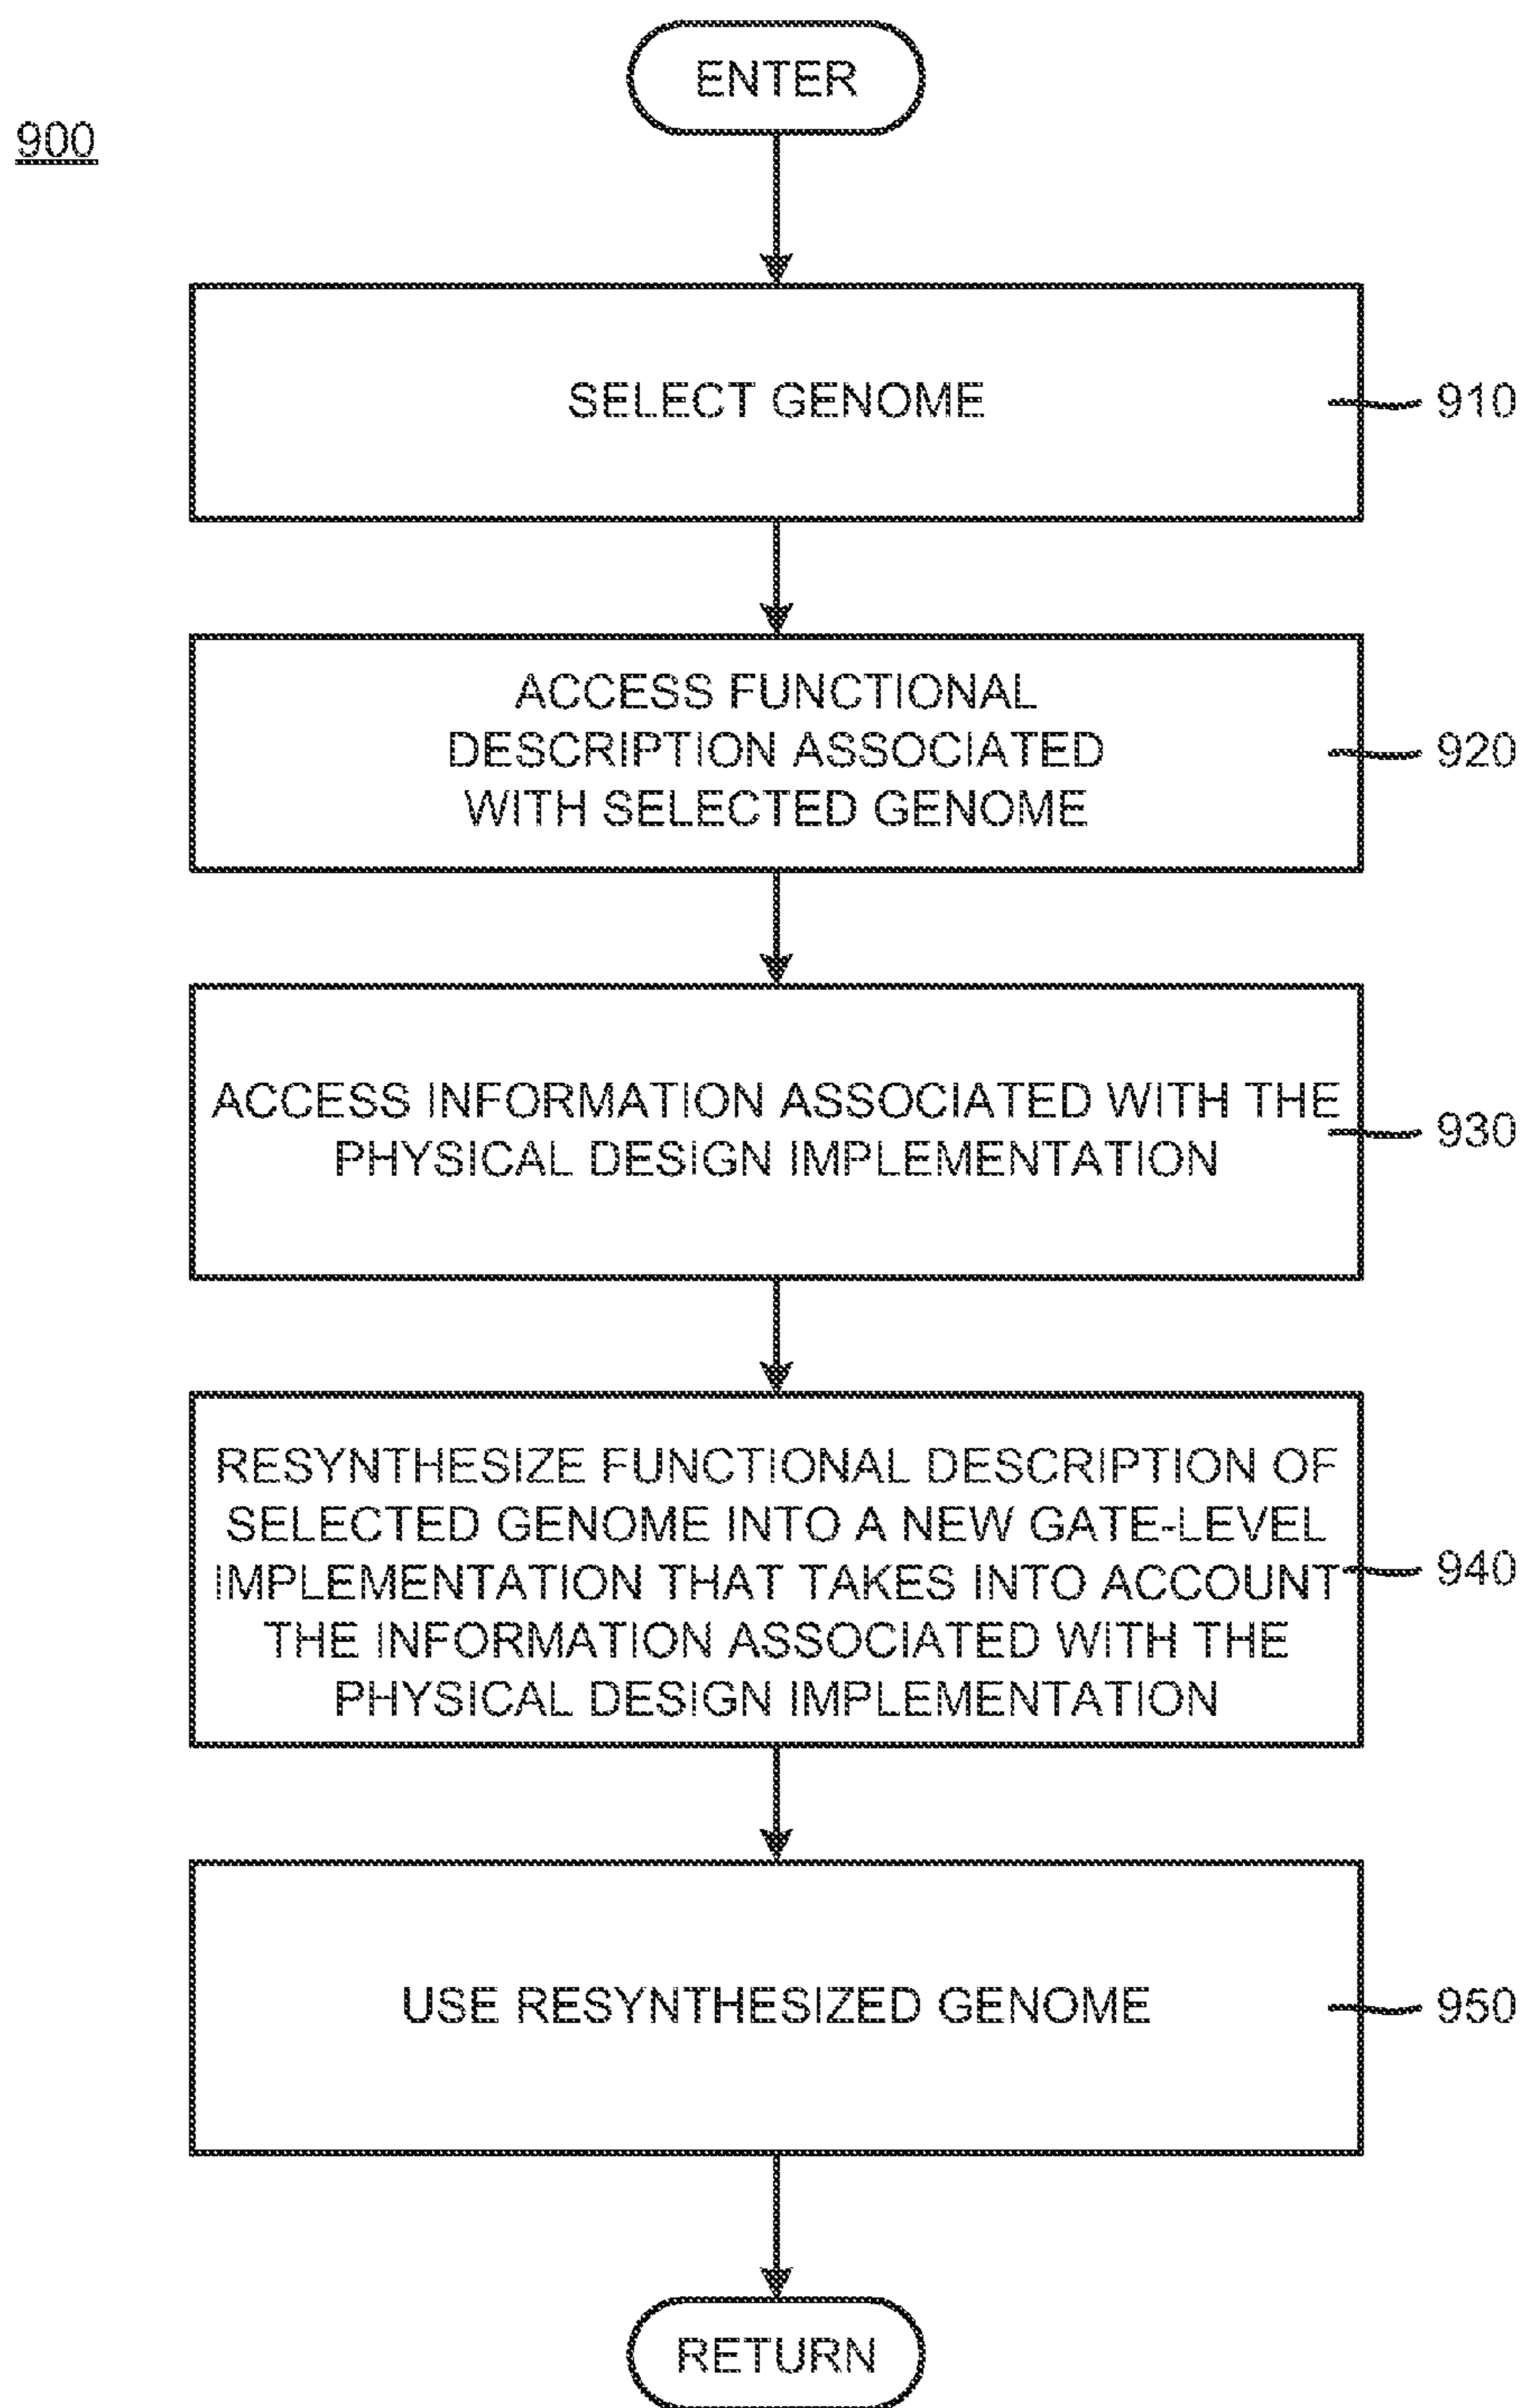 ENTER
900
SELECT GENOME
910
ACCESS FUNCTIONAL
DESCRIPTION ASSOCIATED
WITH SELECTED GENOME
920
ACCESS INFORMATION ASSOCIATED WITH THE
PHYSICAL DESIGN IMPLEMENTATION
930
RESYNTHESIZE FUNCTIONAL DESCRIPTION OF
SELECTED GENOME INTO A NEW GATE-LEVEL
IMPLEMENTATION THAT TAKES INTO ACCOUNT
THE INFORMATION ASSOCIATED WITH THE
PHYSICAL DESIGN IMPLEMENTATION
940
USE RESYNTHESIZED GENOME
950
RETURN